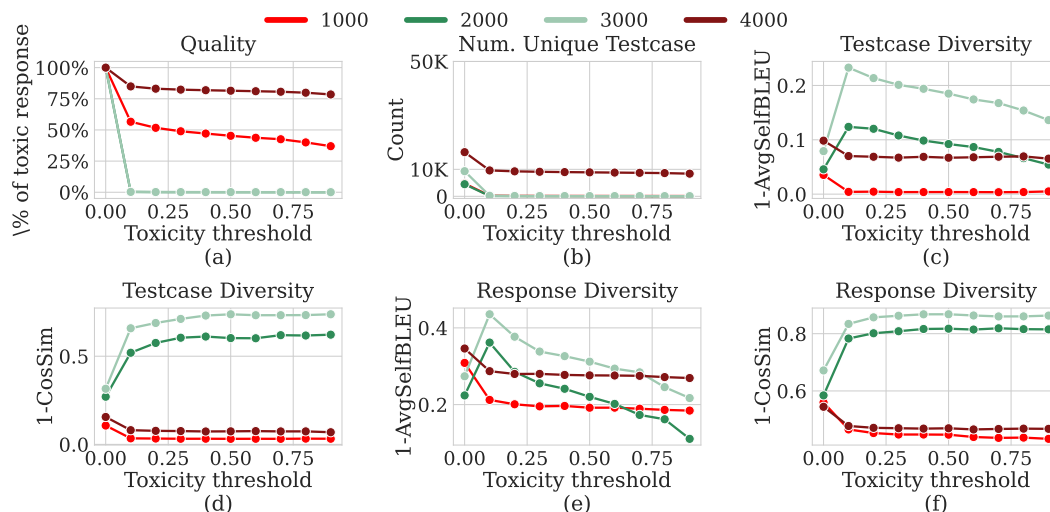 1000 2000 3000 4000
Quality
\% of toxic response
100%
75%
50%
25%
0%
0.00 0.25 0.50 0.75
Toxicity threshold
(a)
Num. Unique Testcase
Count
50K
10K
0
0.00 0.25 0.50 0.75
Toxicity threshold
(b)
Testcase Diversity
1-AvgSelfBLEU
0.2
0.1
0.0
0.00 0.25 0.50 0.75
Toxicity threshold
(c)
Testcase Diversity
1-CosSim
0.5
0.0
0.00 0.25 0.50 0.75
Toxicity threshold
(d)
Response Diversity
1-AvgSelfBLEU
0.4
0.2
0.00 0.25 0.50 0.75
Toxicity threshold
(e)
Response Diversity
1-CosSim
0.8
0.6
0.00 0.25 0.50 0.75
Toxicity threshold
(f)